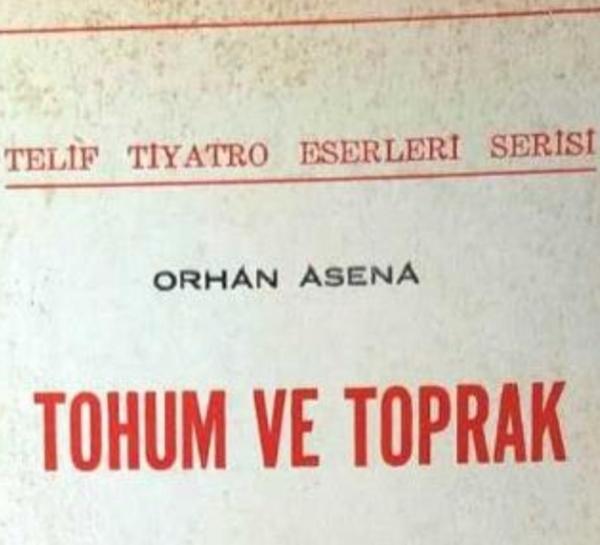 TELİF TİYATRO ESERLERİ SERİSİ
ORHAN ASENA
TOHUM VE TOPRAK